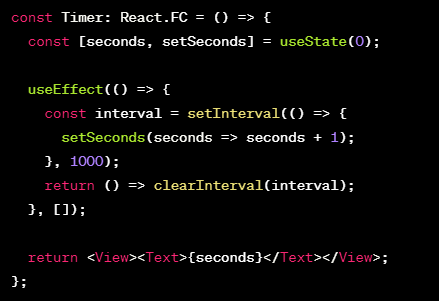 const Timer: React.FC = () => {
  const [seconds, setSeconds] = useState(0);

  useEffect(() => {
    const interval = setInterval(() => {
      setSeconds(seconds => seconds + 1);
    }, 1000);
    return () => clearInterval(interval);
  }, []);

  return <View><Text>{seconds}</Text></View>;
};